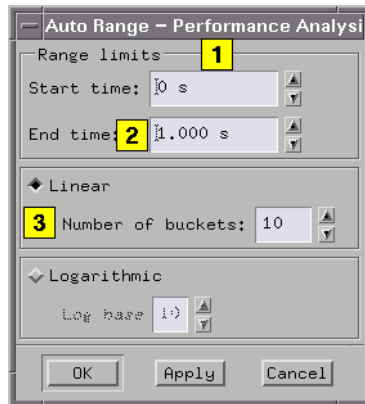 Auto Range – Performance Analysi
Range limits 1
Start time: 0 s
End time: 2 1.000 s
Linear
3 Number of buckets: 10
Logarithmic
Log base 10
OK Apply Cancel